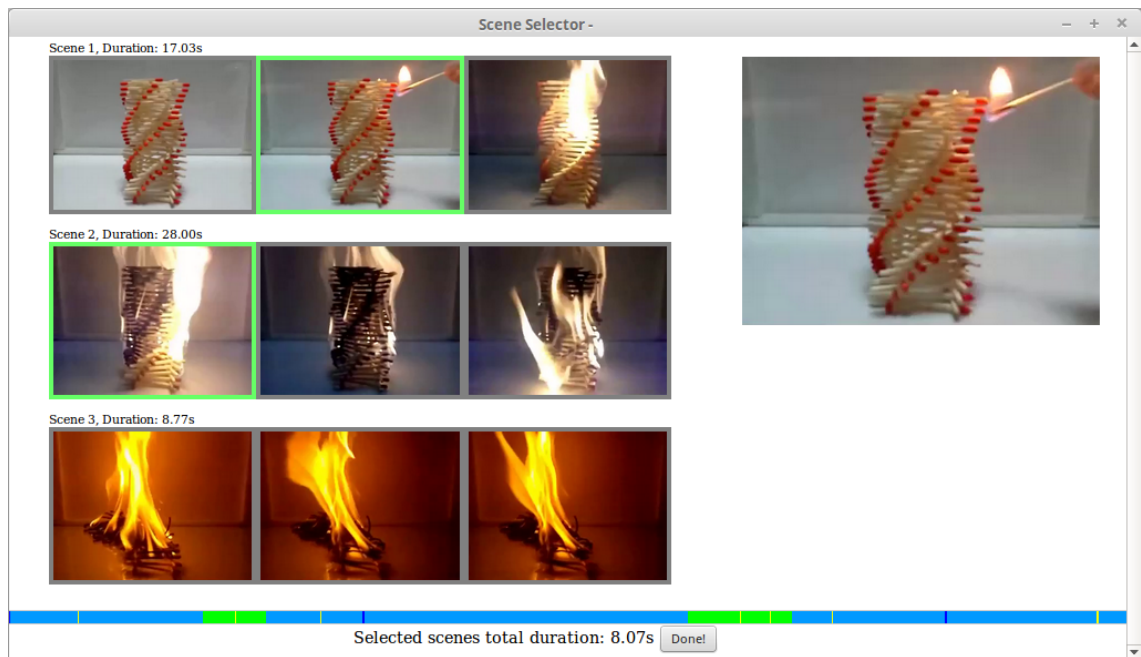 Scene Selector -
Scene 1, Duration: 17.03s
Scene 2, Duration: 28.00s
Scene 3, Duration: 8.77s
Selected scenes total duration: 8.07s
Done!